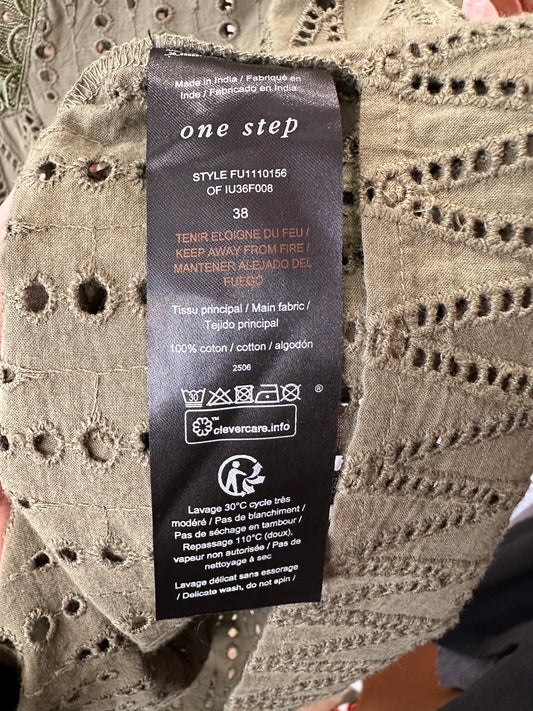 Made in India / Fabriqué en
Inde / Fabricado en India
one step
STYLE FU1110156
OF IU36F008
38
TENIR ELOIGNE DU FEU /
KEEP AWAY FROM FIRE /
MANTENER ALEJADO DEL
FUEGO
Tissu principal / Main fabric /
Tejido principal
100% coton / cotton / algodón
2506
30
®
™
clevercare.info
Lavage 30°C cycle très
modéré / Pas de blanchiment /
Pas de séchage en tambour /
Repassage 110°C (doux),
vapeur non autorisée / Pas de
nettoyage à sec
Lavage délicat sans essorage
/ Delicate wash, do not spin /